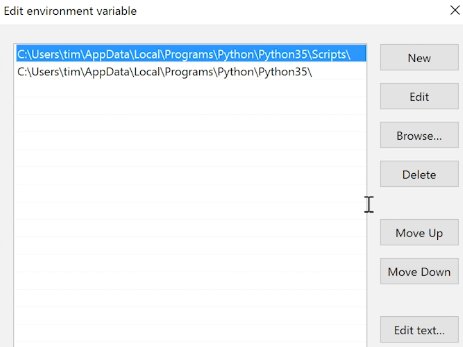 Edit environment variable
C:\Users\tim\AppData\Local\Programs\Python\Python35\Scripts\
C:\Users\tim\AppData\Local\Programs\Python\Python35\
New
Edit
Browse...
Delete
Move Up
Move Down
Edit text...